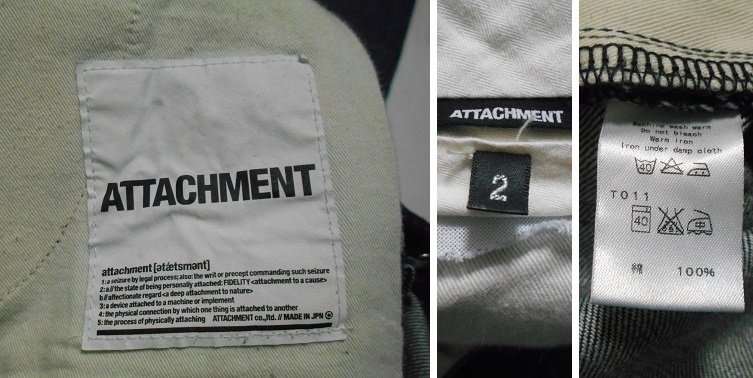 ATTACHMENT
attachment [ətǽtʃmənt]
1: a seizure by legal process; also: the writ or precept commanding such seizure
2: a // the state of being personally attached: FIDELITY <attachment to a cause>
b // affectionate regard <a deep attachment to nature>
3: a device attached to a machine or implement
4: the physical connection by which one thing is attached to another
5: the process of physically attaching ATTACHMENT co.,ltd. // MADE IN JPN
ATTACHMENT
2
Machine wash warm
Do not bleach
Warm iron
Iron under damp cloth
40
T011
40
綿 100%